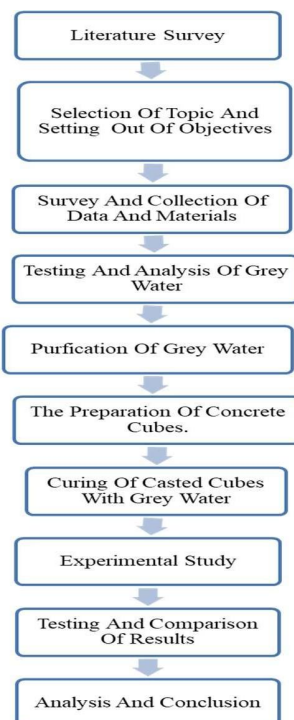 Literature Survey
Selection Of Topic And
Setting Out Of Objectives
Survey And Collection Of
Data And Materials
Testing And Analysis Of Grey
Water
Purfication Of Grey Water
The Preparation Of Concrete
Cubes.
Curing Of Casted Cubes
With Grey Water
Experimental Study
Testing And Comparison
Of Results
Analysis And Conclusion